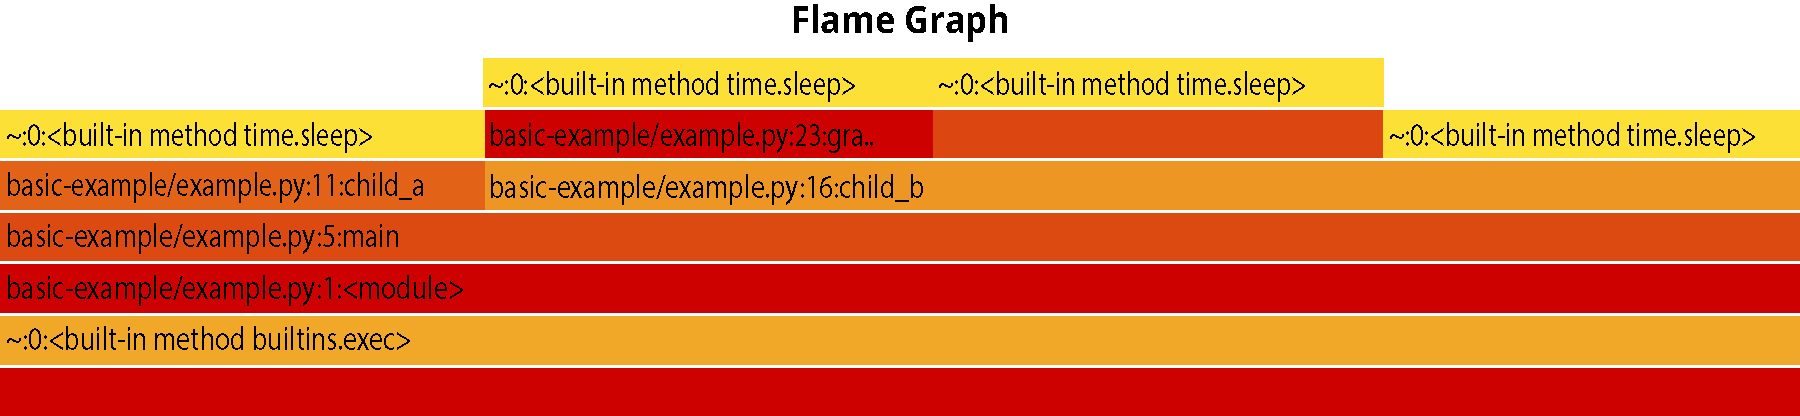 Flame Graph
~:0:<built-in method time.sleep>
~:0:<built-in method time.sleep>
~:0:<built-in method time.sleep>
basic-example/example.py:23:gra..
~:0:<built-in method time.sleep>
basic-example/example.py:11:child_a
basic-example/example.py:16:child_b
basic-example/example.py:5:main
basic-example/example.py:1:<module>
~:0:<built-in method builtins.exec>